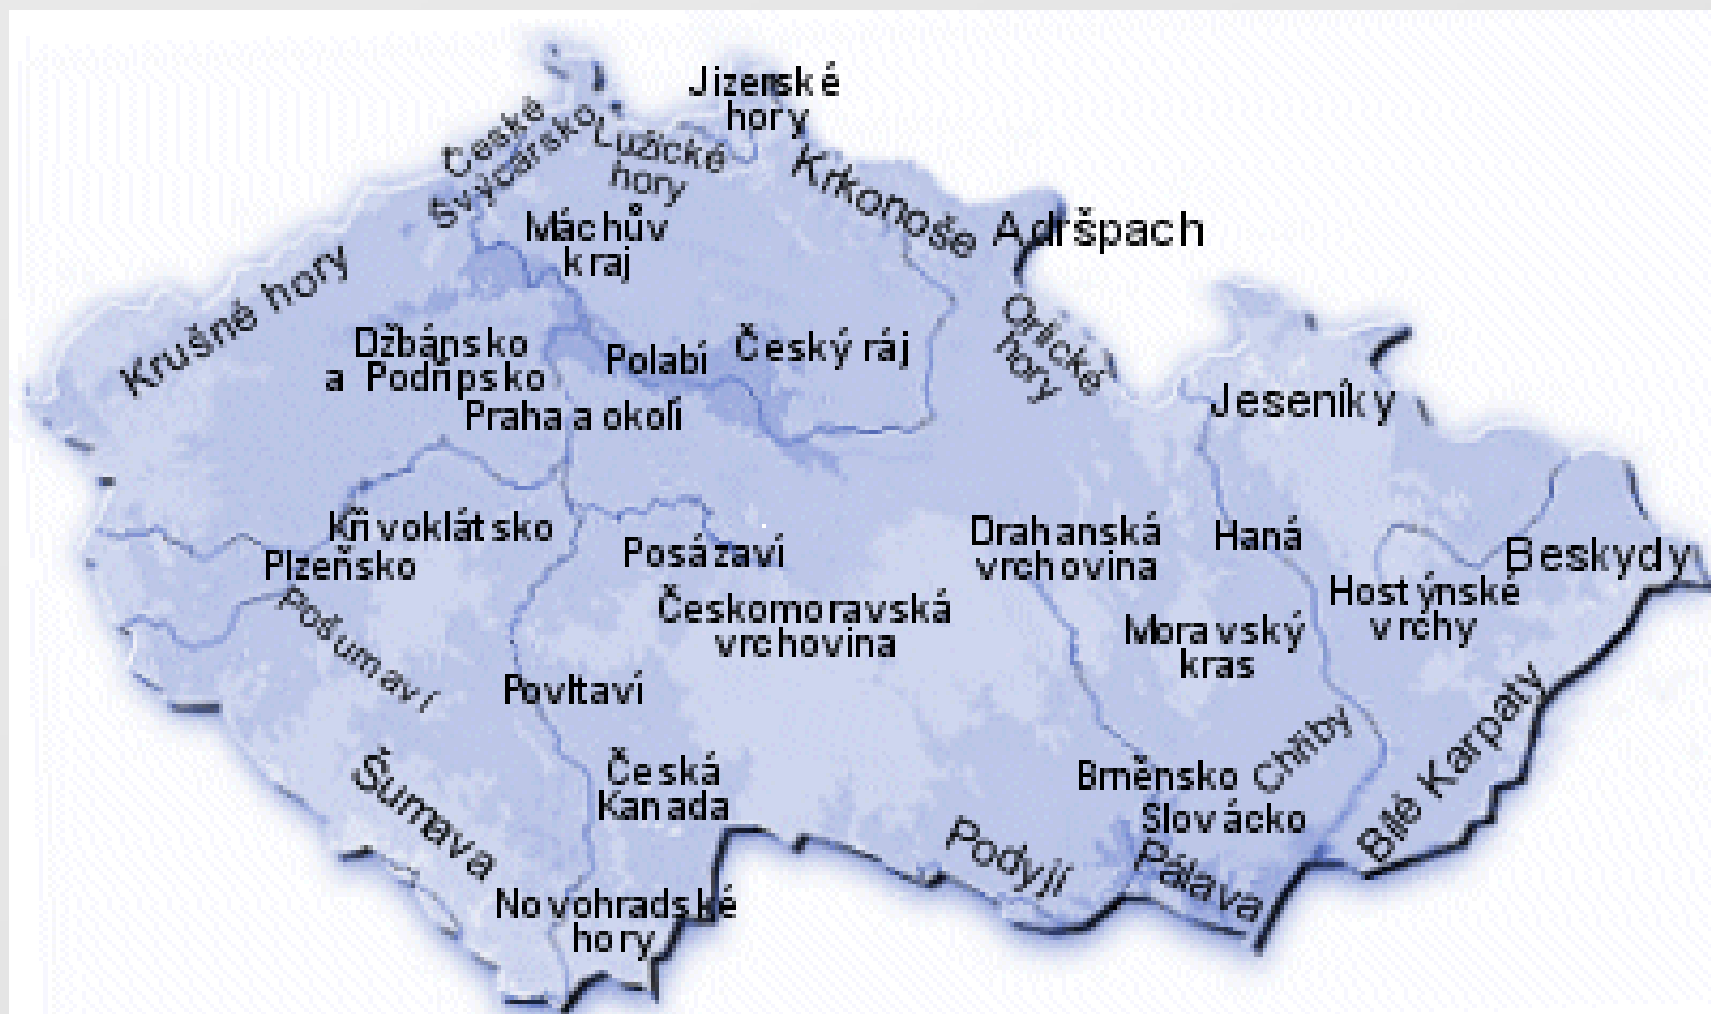 Jizerské
hory
České
Švýcarsko
Lužické
hory
Krkonoše
Adršpach
Máchův
kraj
Krušné hory
Orlické
hory
Džbánsko
a Podřipsko
Polabí
Český ráj
Praha a okolí
Jeseníky
Křivoklátsko
Plzeňsko
Posázaví
Drahanská
vrchovina
Haná
Beskydy
Pošumaví
Českomoravská
vrchovina
Hostýnské
vrchy
Moravský
kras
Povltaví
Šumava
Česká
Kanada
Brněnsko
Chřiby
Slovácko
Bílé Karpaty
Podyjí
Pálava
Novohradské
hory